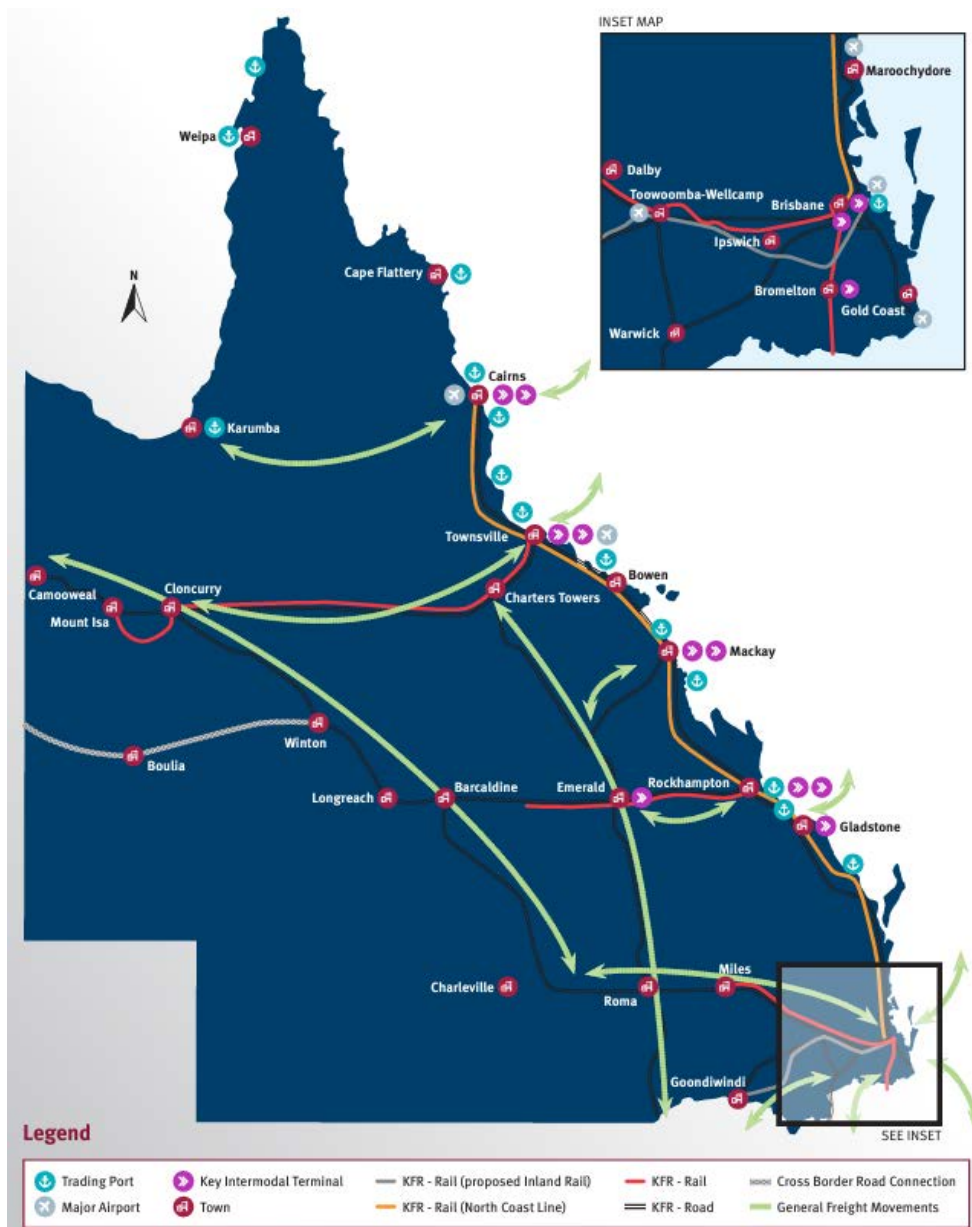 INSET MAP
Maroochydore
Weipa
Dalby
Toowoomba-Wellcamp
Brisbane
Ipswich
Cape Flattery
N
Bromelton
Gold Coast
Warwick
Cairns
Karumba
Townsville
Bowen
Cloncurry
Camooweal
Charters Towers
Mount Isa
Mackay
Winton
Boulia
Longreach
Barcaldine
Emerald
Rockhampton
Gladstone
Charleville
Roma
Miles
Goondiwindi
SEE INSET
Legend
Trading Port
Key Intermodal Terminal
KFR - Rail (proposed Inland Rail)
KFR - Rail
Cross Border Road Connection
Major Airport
Town
KFR - Rail (North Coast Line)
KFR - Road
General Freight Movements